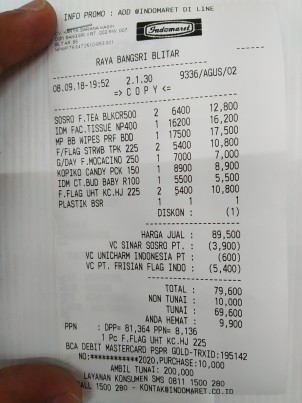 INFO PROMO : ADD @INDOMARET DI LINE
Indomaret
RAYA BANGSRI BLITAR
08.09.18-19:52 2.1.30 9336/AGUS/02
=> C O P Y <=
SOSRO F.TEA BLKCR500 2 6400 12,800
IDM FAC.TISSUE NP400 1 16200 16,200
MP BB WIPES PRF BDD 1 17500 17,500
F/FLAG STRWB TPK 225 2 5400 10,800
G/DAY F.MOCACINO 250 1 7000 7,000
KOPIKO CANDY PCK 150 1 8900 8,900
IDM CT.BUD BABY R100 1 5500 5,500
F.FLAG UHT KC.HJ 225 2 5400 10,800
PLASTIK BSR 1 1 1
DISKON : (1)
HARGA JUAL : 89,500
VC SINAR SOSRO PT. : (3,900)
VC UNICHARM INDONESIA PT : (600)
VC PT. FRISIAN FLAG INDO : (5,400)
TOTAL : 79,600
NON TUNAI : 10,000
TUNAI : 69,600
ANDA HEMAT : 9,900
PPN : DPP= 81,364 PPN= 8,136
1 Pc F.FLAG UHT KC.HJ 225
BCA DEBIT MASTERCARD PSPR GOLD-TRXID:195142
NO:************2020,PURCHASE:10,000
AMBIL TUNAI: 200,000
LAYANAN KONSUMEN SMS 0811 1500 280
CALL 1500 280 - KONTAK@INDOMARET.CO.ID